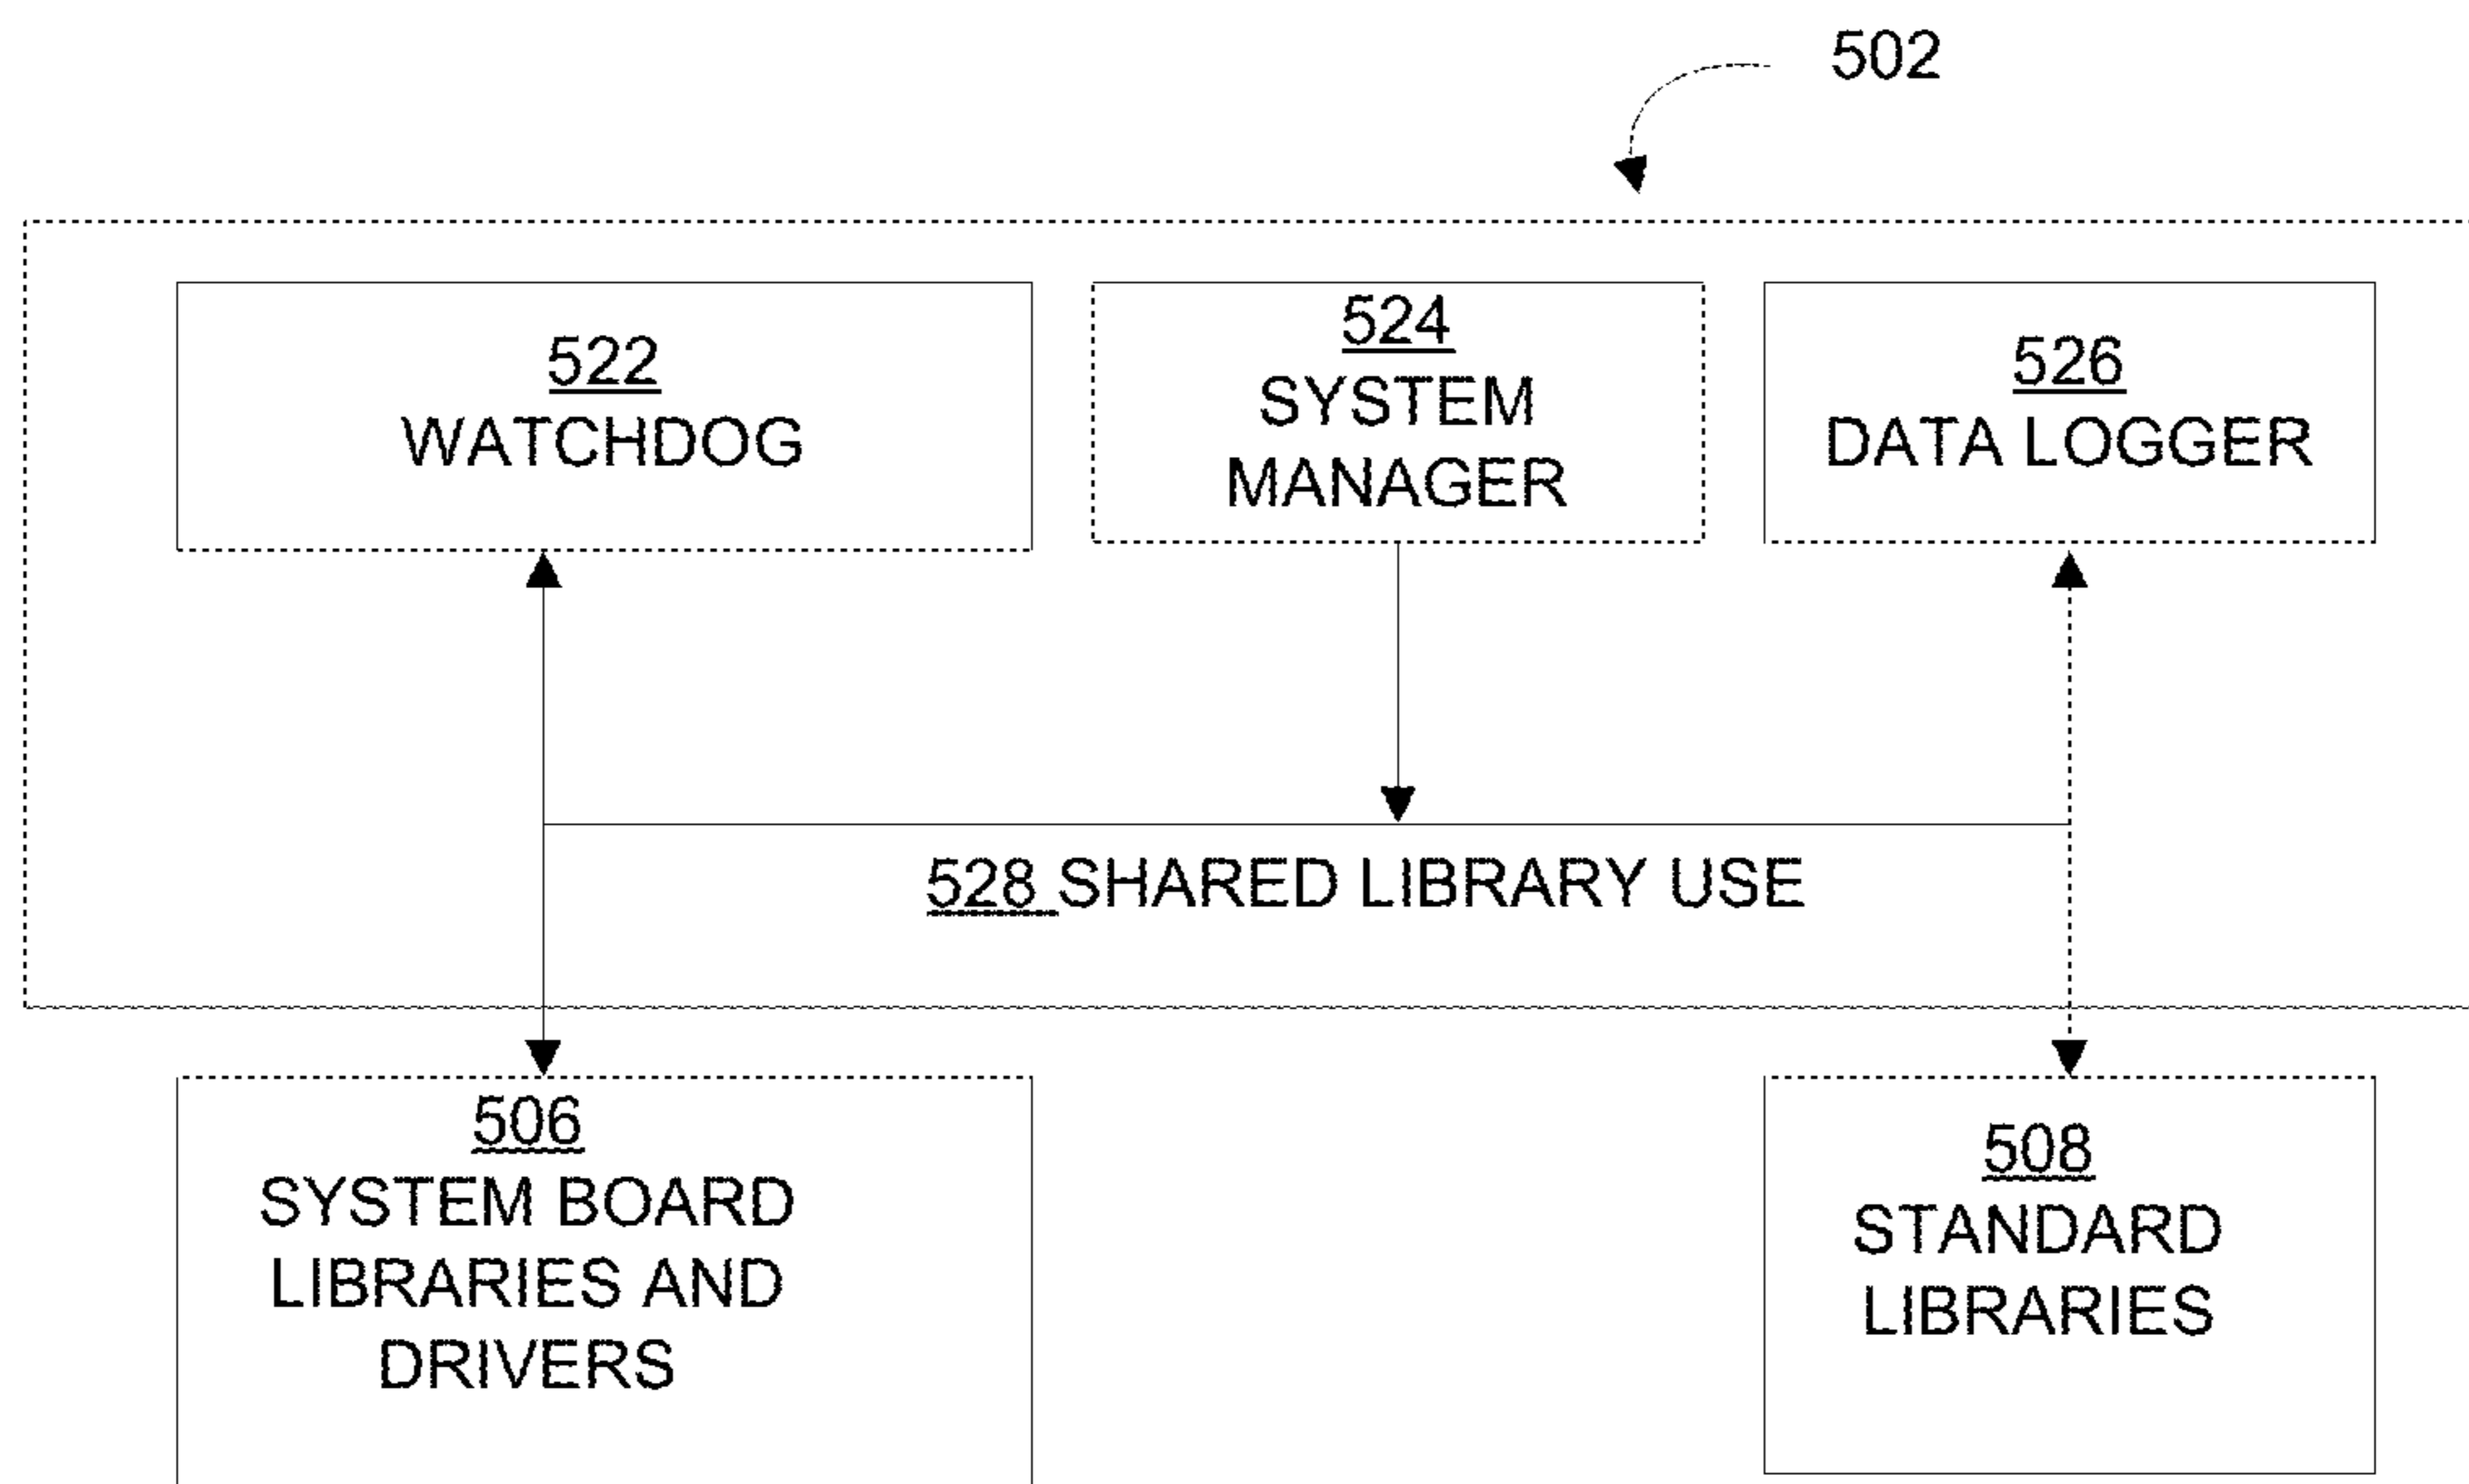 502
522
WATCHDOG
524
SYSTEM
MANAGER
526
DATA LOGGER
528 SHARED LIBRARY USE
506
SYSTEM BOARD
LIBRARIES AND
DRIVERS
508
STANDARD
LIBRARIES